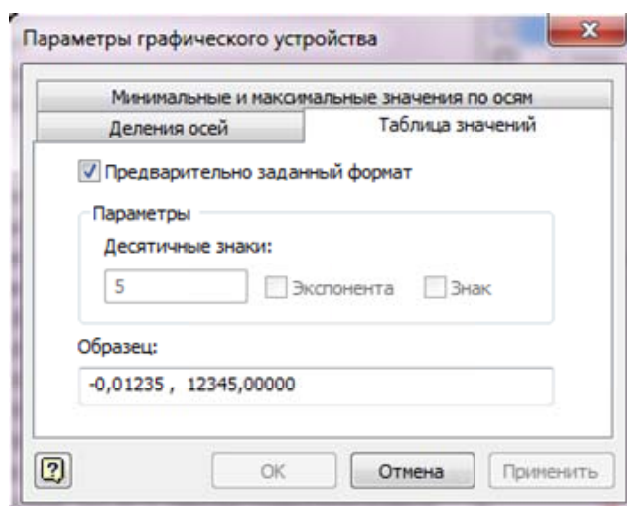 Параметры графического устройства
Минимальные и максимальные значения по осям
Деления осей Таблица значений
Предварительно заданный формат
Параметры
Десятичные знаки:
5 Экспонента Знак
Образец:
-0,01235 , 12345,00000
? ОК Отмена Применить